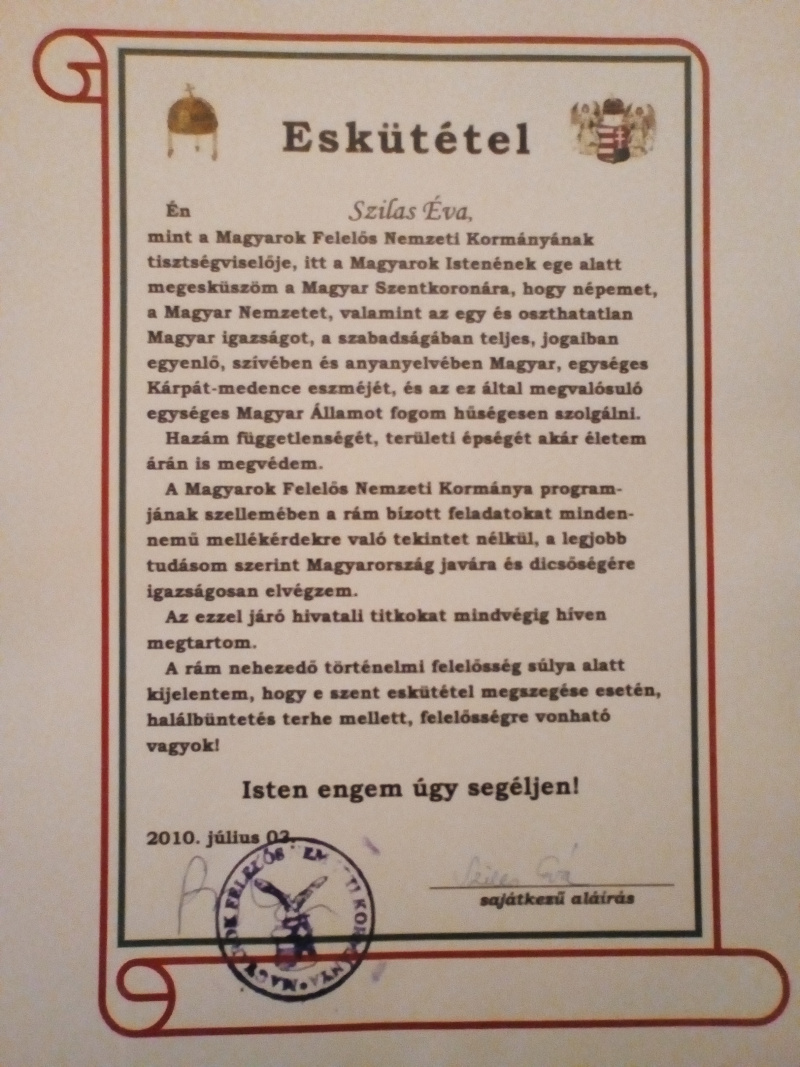 Eskütétel
Én Szilas Éva,
mint a Magyarok Felelős Nemzeti Kormányának
tisztségviselője, itt a Magyarok Istenének ege alatt
megesküszöm a Magyar Szentkoronára, hogy népemet,
a Magyar Nemzetet, valamint az egy és oszthatatlan
Magyar igazságot, a szabadságában teljes, jogaiban
egyenlő, szívében és anyanyelvében Magyar, egységes
Kárpát-medence eszméjét, és az ez által megvalósuló
egységes Magyar Államot fogom hűségesen szolgálni.
Hazám függetlenségét, területi épségét akár életem
árán is megvédem.
A Magyarok Felelős Nemzeti Kormánya program-
jának szellemében a rám bízott feladatokat minden-
nemű mellékérdekre való tekintet nélkül, a legjobb
tudásom szerint Magyarország javára és dicsőségére
igazságosan elvégzem.
Az ezzel járó hivatali titkokat mindvégig híven
megtartom.
A rám nehezedő történelmi felelősség súlya alatt
kijelentem, hogy e szent eskütétel megszegése esetén,
halálbüntetés terhe mellett, felelősségre vonható
vagyok!
Isten engem úgy segéljen!
2010. július 02.
Szilas Éva
sajátkezű aláírás
FELELŐS
KORMÁNYA